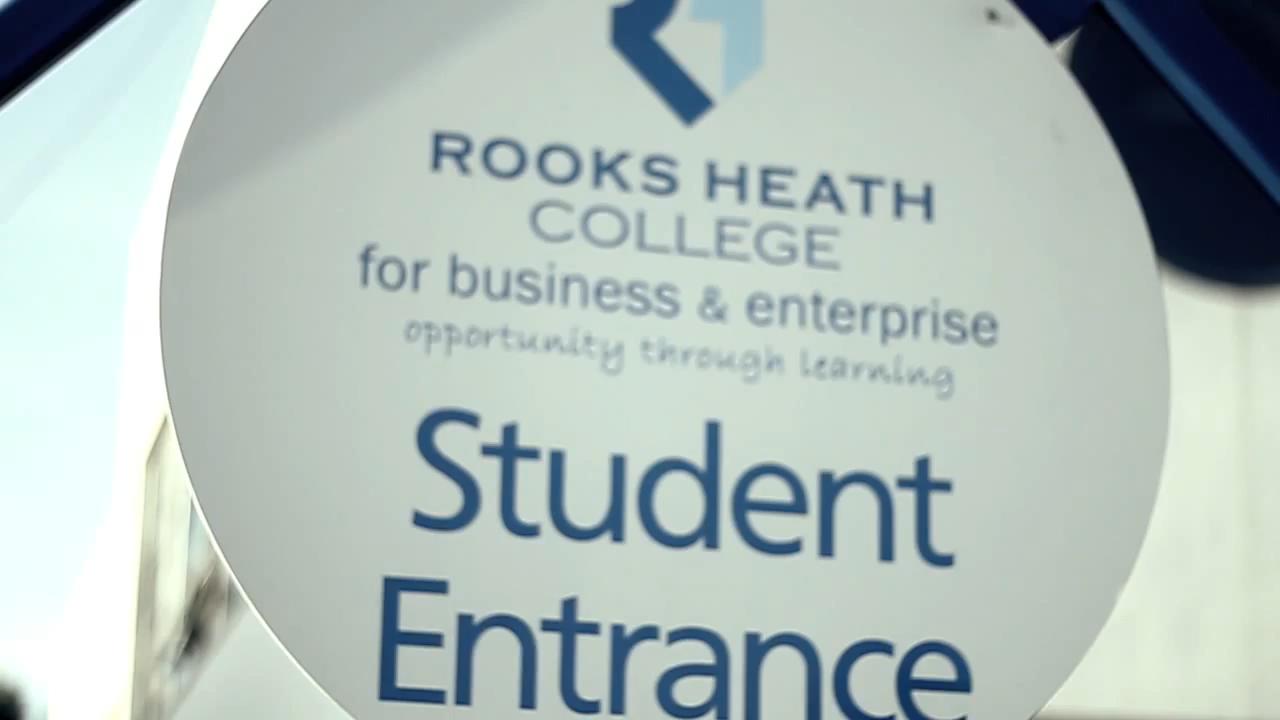 ROOKS HEATH
COLLEGE
for business & enterprise
opportunity through learning
Student
Entrance